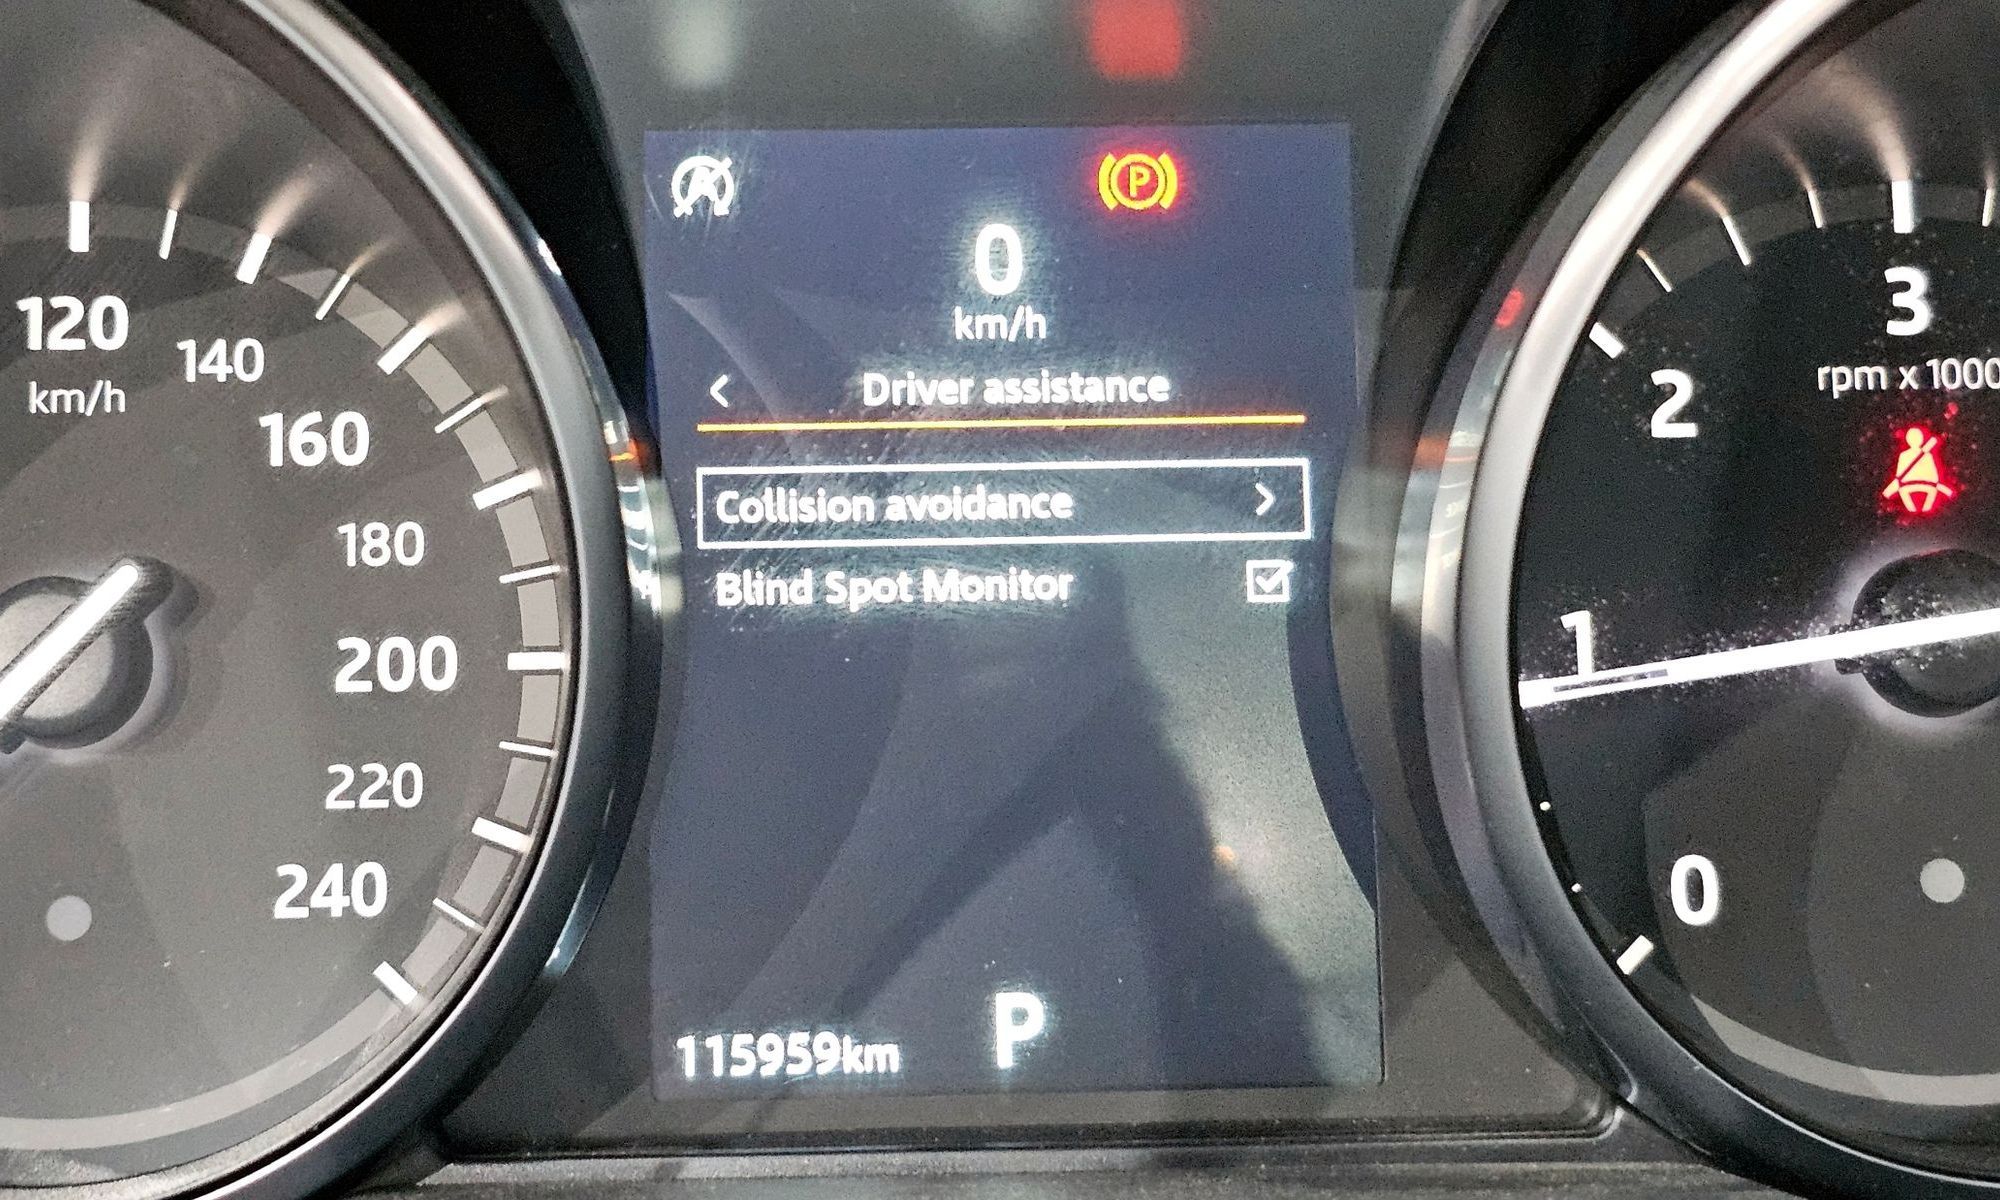 0
km/h
Driver assistance
Collision avoidance
Blind Spot Monitor
115959km
P
120
km/h
140
160
180
200
220
240
3
rpm x 1000
2
1
0
P
A